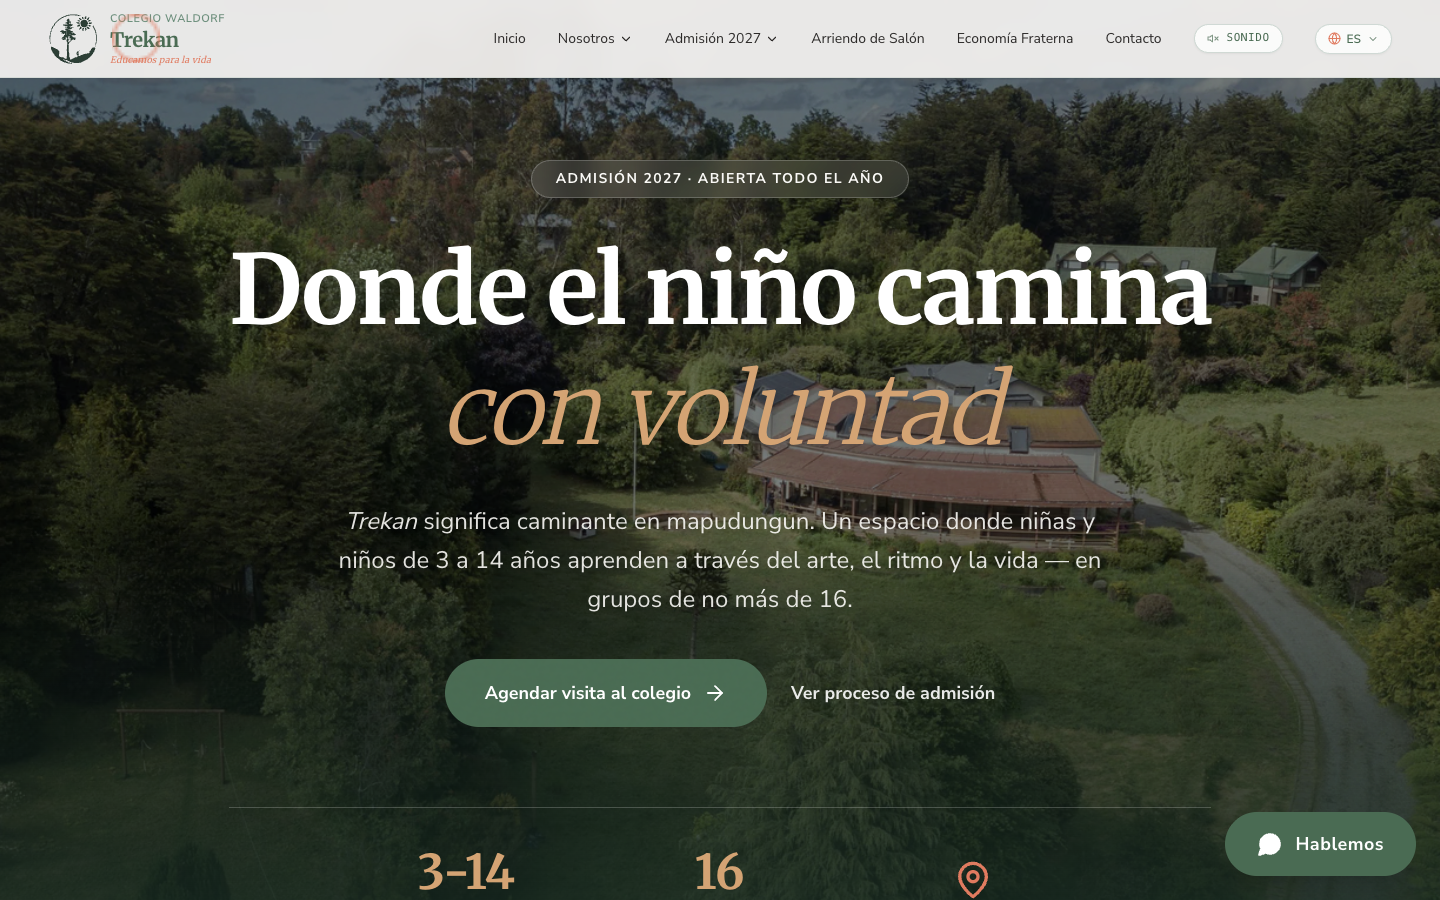 COLEGIO WALDORF
Trekan
Educamos para la vida
Inicio
Nosotros
Admisión 2027
Arriendo de Salón
Economía Fraterna
Contacto
SONIDO
ES
ADMISIÓN 2027 · ABIERTA TODO EL AÑO
Donde el niño camina
con voluntad
Trekan significa caminante en mapudungun. Un espacio donde niñas y
niños de 3 a 14 años aprenden a través del arte, el ritmo y la vida — en
grupos de no más de 16.
Agendar visita al colegio
Ver proceso de admisión
3–14
16
Hablemos